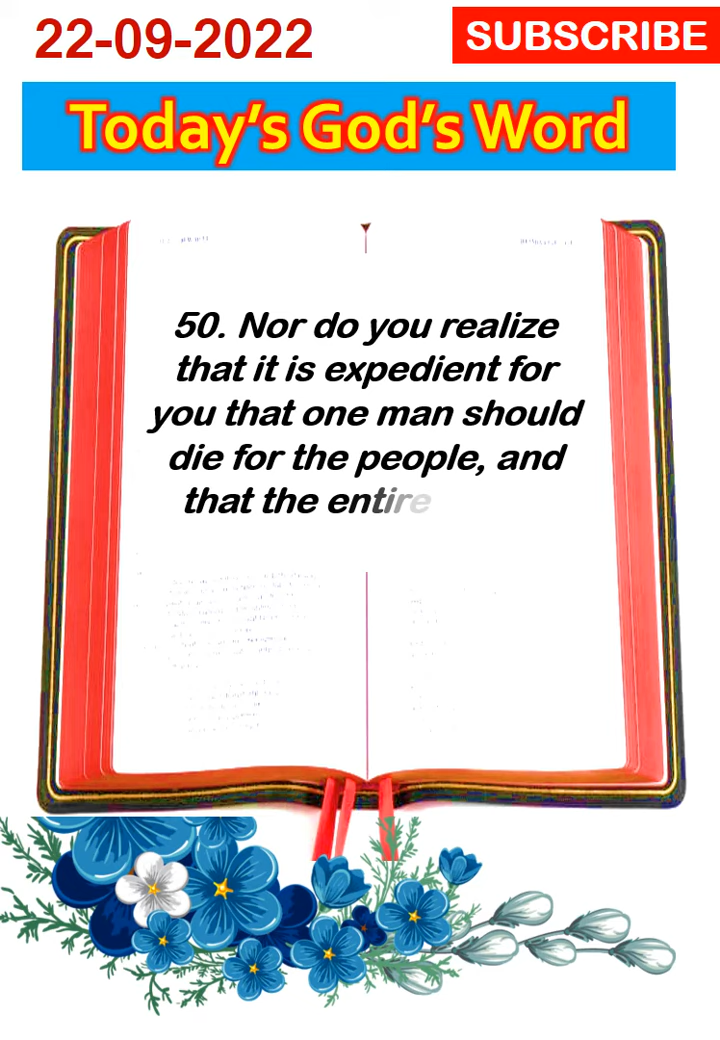 22-09-2022
SUBSCRIBE
Today's God's Word
50. Nor do you realize
that it is expedient for
you that one man should
die for the people, and
that the entire